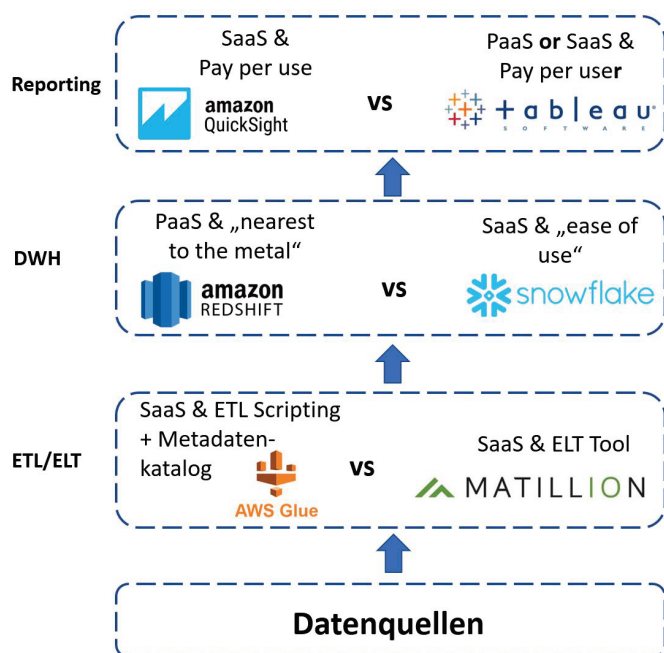 SaaS &
Pay per use
PaaS or SaaS &
Pay per user
Reporting
amazon
QuickSight
vs
+ableau
SOFTWARE
PaaS & „nearest
to the metal“
SaaS & „ease of
use“
DWH
amazon
REDSHIFT
vs
snowflake
SaaS & ETL Scripting
+ Metadaten-
katalog
SaaS & ELT Tool
ETL/ELT
AWS Glue
vs
MATILLION
Datenquellen